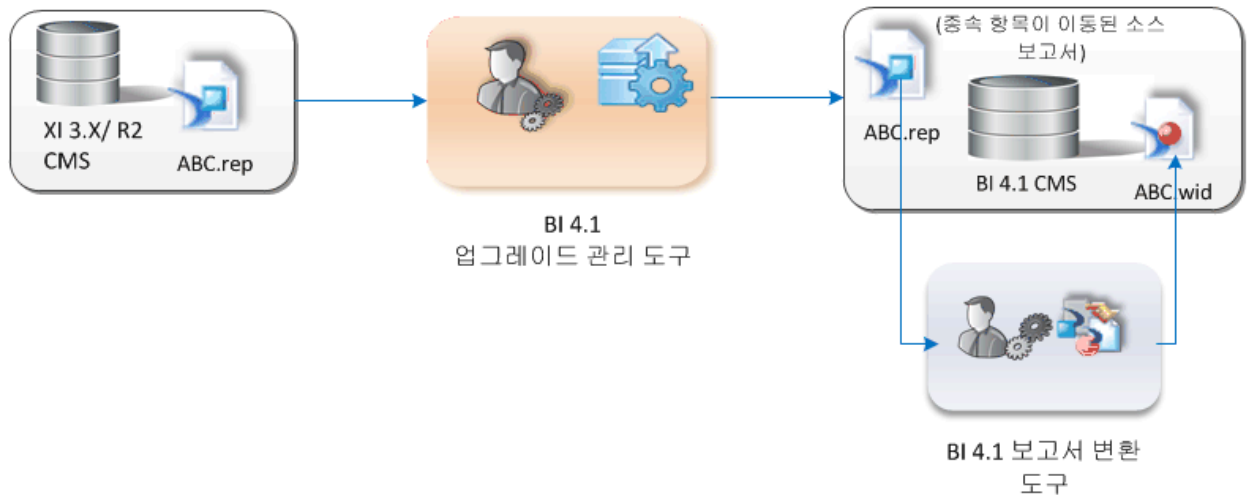 XI 3.X/ R2
CMS
ABC.rep
BI 4.1
업그레이드 관리 도구
(종속 항목이 이동된 소스
보고서)
ABC.rep
BI 4.1 CMS
ABC.wid
BI 4.1 보고서 변환
도구